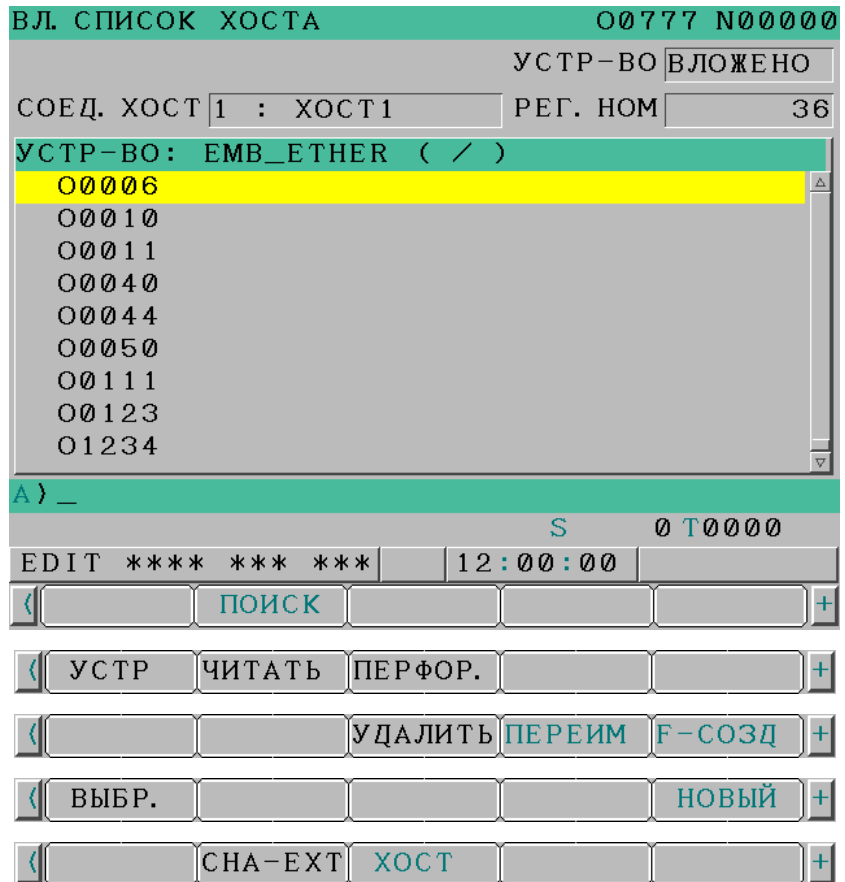 ВЛ. СПИСОК ХОСТА O0777 N00000
УСТР-ВО ВЛОЖЕНО
СОЕД. ХОСТ 1 : ХОСТ1 РЕГ. НОМ 36
УСТР-ВО: EMB_ETHER ( / )
O0006
O0010
O0011
O0040
O0044
O0050
O0111
O0123
O1234
A) _
S 0 T0000
EDIT **** *** *** 12:00:00
( ПОИСК +
( УСТР ЧИТАТЬ ПЕРФОР. +
( УДАЛИТЬ ПЕРЕИМ F-СОЗД +
( ВЫБР. НОВЫЙ +
( CHA-EXT ХОСТ +